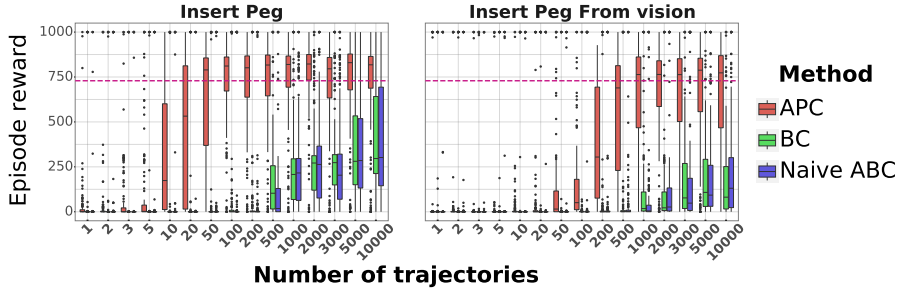 Insert Peg
Insert Peg From vision
Episode reward
1000
750
500
250
0
1 2 3 5 10 20 50 100 200 500 1000 2000 3000 5000 10000
1 2 3 5 10 20 50 100 200 500 1000 2000 3000 5000 10000
Number of trajectories
Method
APC
BC
Naive ABC